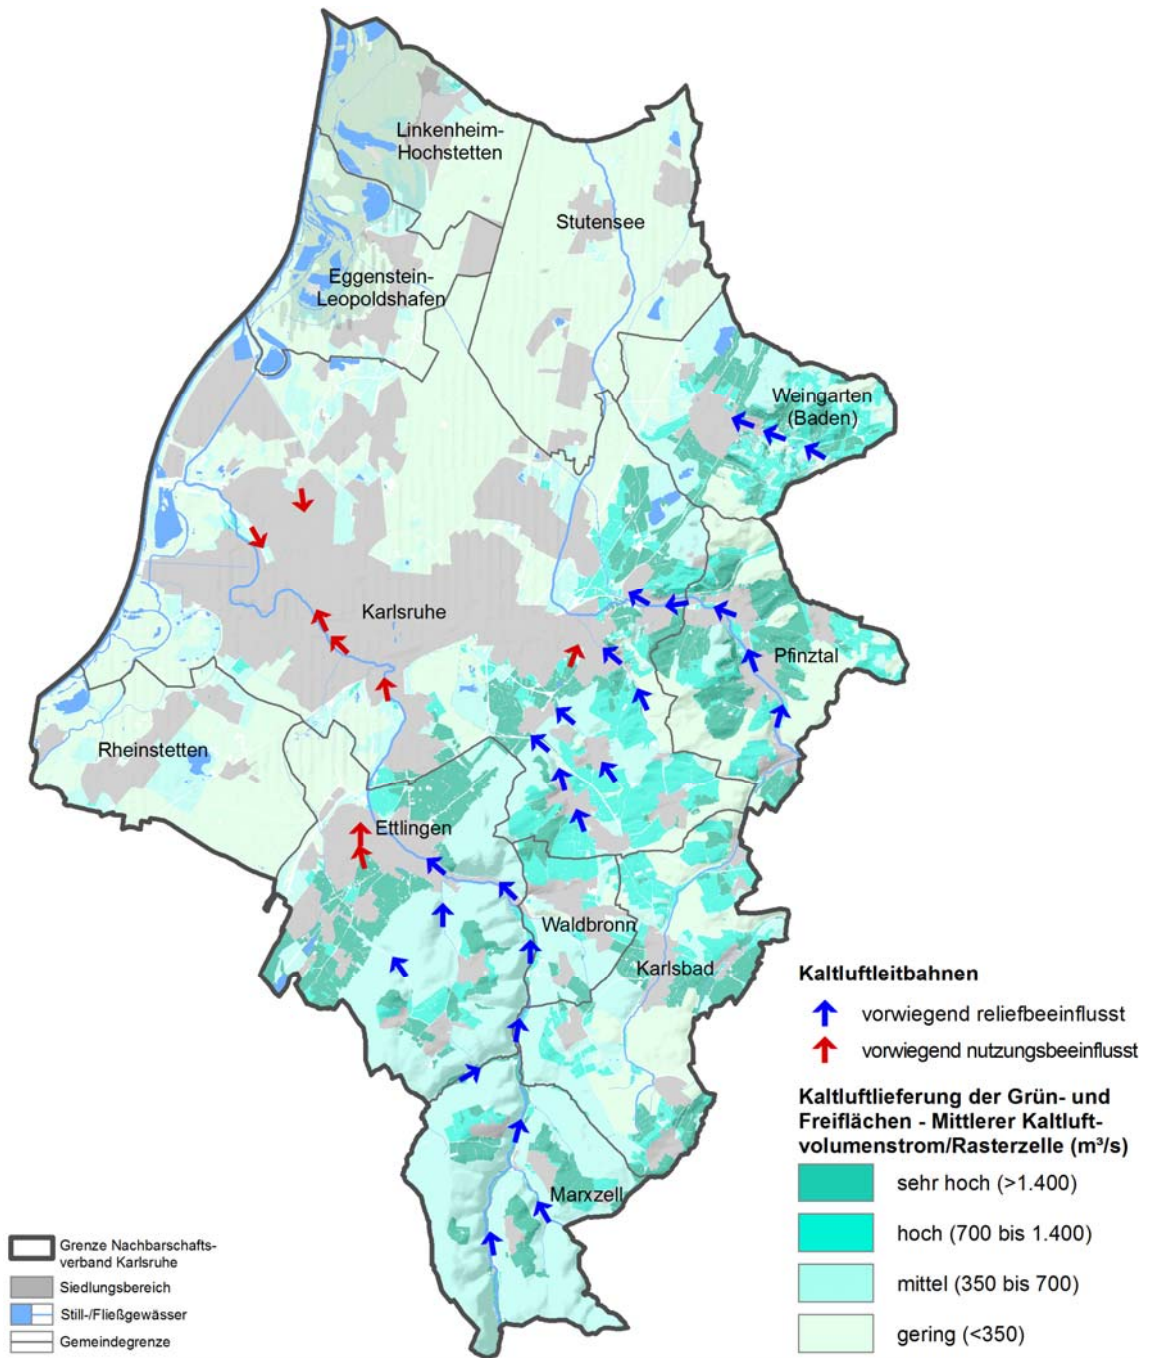 Linkenheim-
Hochstetten
Stutensee
Eggenstein-
Leopoldshafen
Weingarten
(Baden)
Karlsruhe
Pfinztal
Rheinstetten
Ettlingen
Waldbronn
Karlsbad
Marxzell
Kaltluftleitbahnen
vorwiegend reliefbeeinflusst
vorwiegend nutzungsbeeinflusst
Kaltluftlieferung der Grün- und
Freiflächen - Mittlerer Kaltluft-
volumenstrom/Rasterzelle (m³/s)
sehr hoch (>1.400)
hoch (700 bis 1.400)
mittel (350 bis 700)
gering (<350)
Grenze Nachbarschafts-
verband Karlsruhe
Siedlungsbereich
Still-/Fließgewässer
Gemeindegrenze